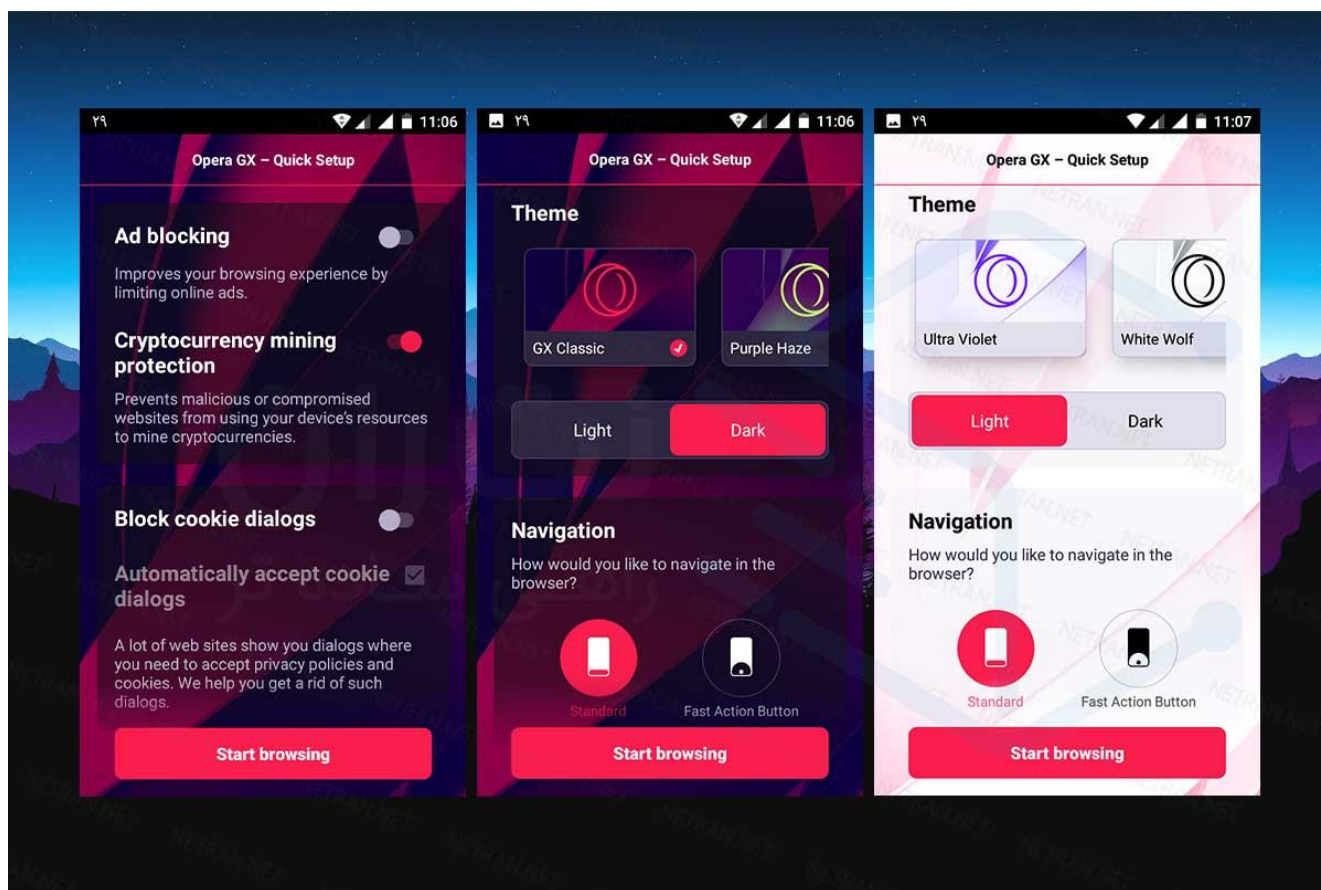 ۲۹ 11:06
Opera GX – Quick Setup
Ad blocking
Improves your browsing experience by
limiting online ads.
Cryptocurrency mining
protection
Prevents malicious or compromised
websites from using your device's resources
to mine cryptocurrencies.
Block cookie dialogs
Automatically accept cookie
dialogs
A lot of web sites show you dialogs where
you need to accept privacy policies and
cookies. We help you get a rid of such
dialogs.
Start browsing
۲۹ 11:06
Opera GX – Quick Setup
Theme
GX Classic
Purple Haze
Light
Dark
Navigation
How would you like to navigate in the
browser?
Standard
Fast Action Button
Start browsing
۲۹ 11:07
Opera GX – Quick Setup
Theme
Ultra Violet
White Wolf
Light
Dark
Navigation
How would you like to navigate in the
browser?
Standard
Fast Action Button
Start browsing
NETRAN.NET